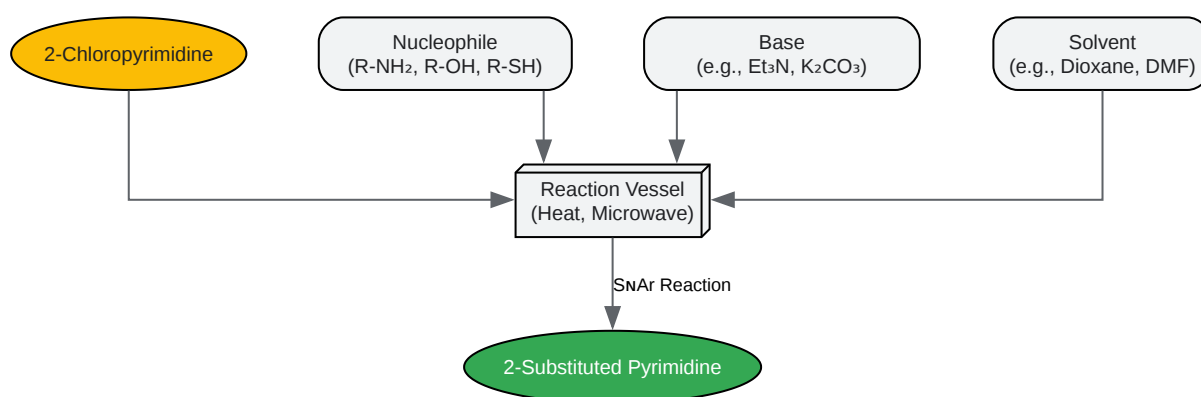 2-Chloropyrimidine
Nucleophile
(R-NH₂, R-OH, R-SH)
Base
(e.g., Et₃N, K₂CO₃)
Solvent
(e.g., Dioxane, DMF)
Reaction Vessel
(Heat, Microwave)
SɴAr Reaction
2-Substituted Pyrimidine